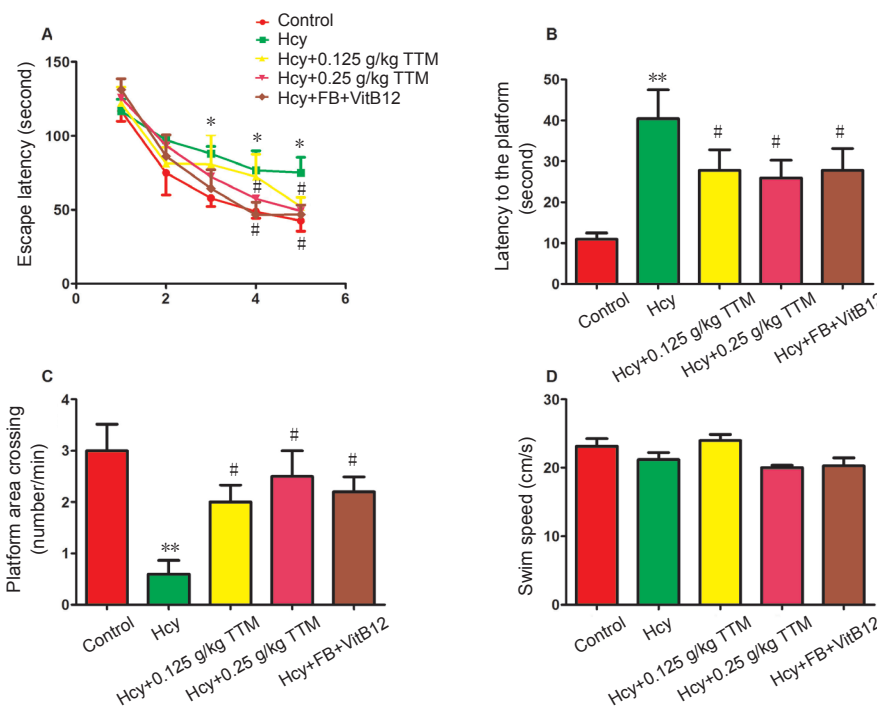 A
Control
Hcy
Hcy+0.125 g/kg TTM
Hcy+0.25 g/kg TTM
Hcy+FB+VitB12
Escape latency (second)
150
100
50
0
0 2 4 6
* * *
# #
# #
B
Latency to the platform
(second)
50
40
30
20
10
0
**
# # #
Control
Hcy
Hcy+0.125 g/kg TTM
Hcy+0.25 g/kg TTM
Hcy+FB+VitB12
C
Platform area crossing
(number/min)
4
3
2
1
0
**
# # #
Control
Hcy
Hcy+0.125 g/kg TTM
Hcy+0.25 g/kg TTM
Hcy+FB+VitB12
D
Swim speed (cm/s)
30
20
10
0
Control
Hcy
Hcy+0.125 g/kg TTM
Hcy+0.25 g/kg TTM
Hcy+FB+VitB12